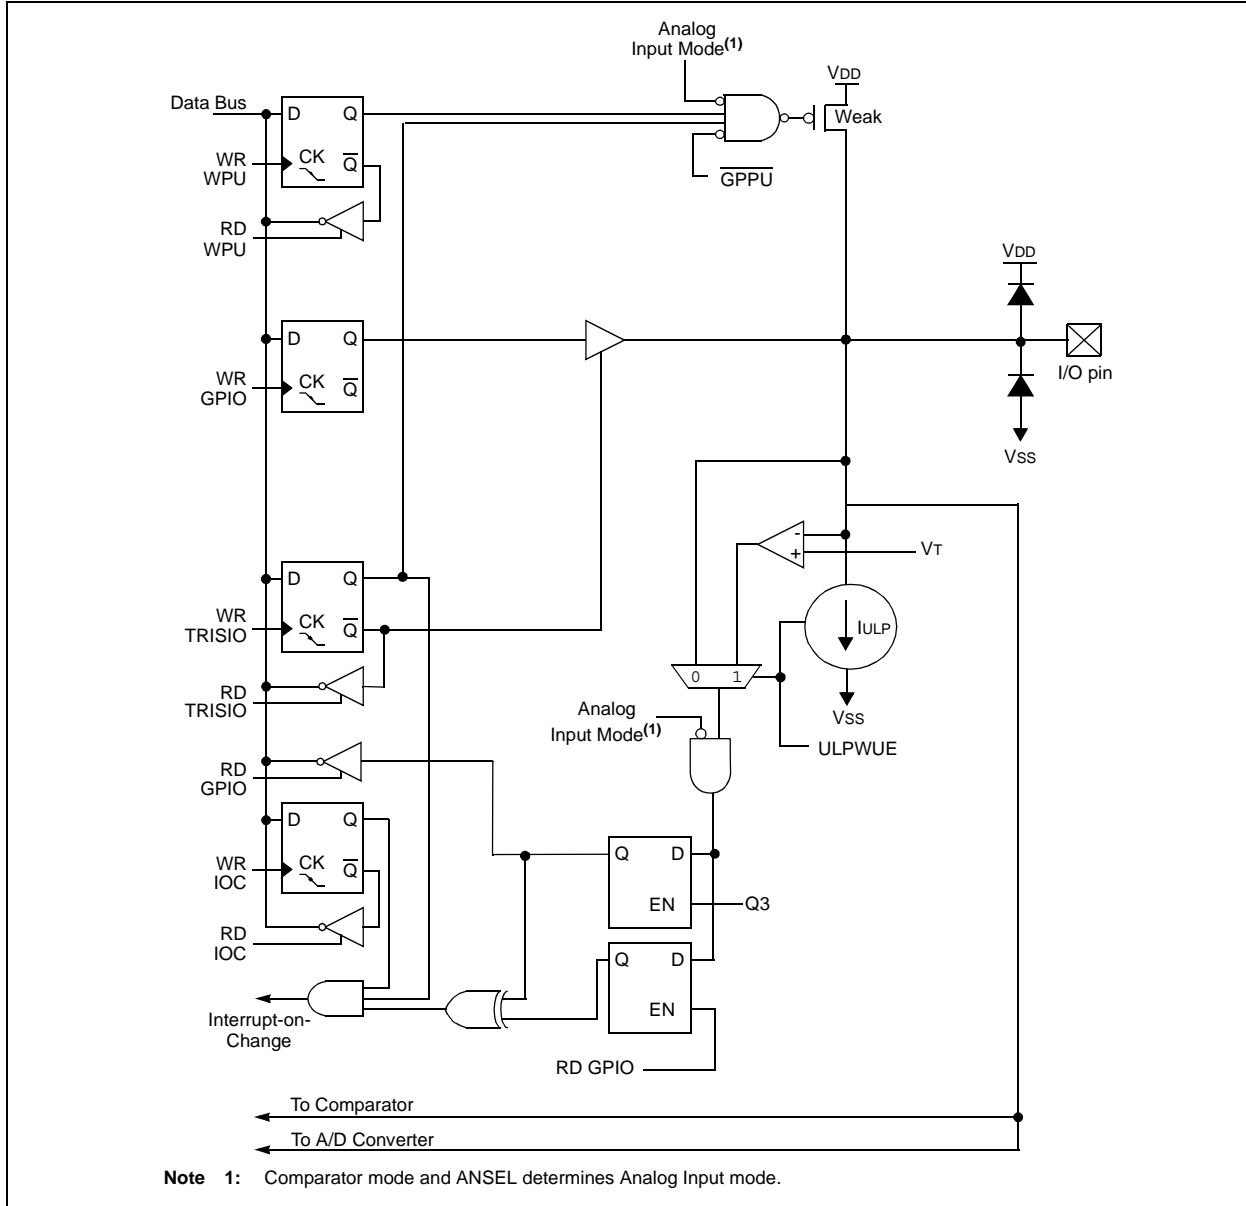 Analog
Input Mode(1)
VDD
Data Bus
D Q
Weak
WR
WPU
CK Q̅
G̅P̅P̅U̅
RD
WPU
VDD
D Q
I/O pin
WR
GPIO
CK Q̅
VSS
-
+
VT
D Q
WR
TRISIO
CK Q̅
IULP
0 1
RD
TRISIO
VSS
Analog
Input Mode(1)
ULPWUE
RD
GPIO
D Q
Q D
WR
IOC
CK Q̅
EN
Q3
RD
IOC
Q D
EN
Interrupt-on-
Change
RD GPIO
To Comparator
To A/D Converter
Note 1: Comparator mode and ANSEL determines Analog Input mode.